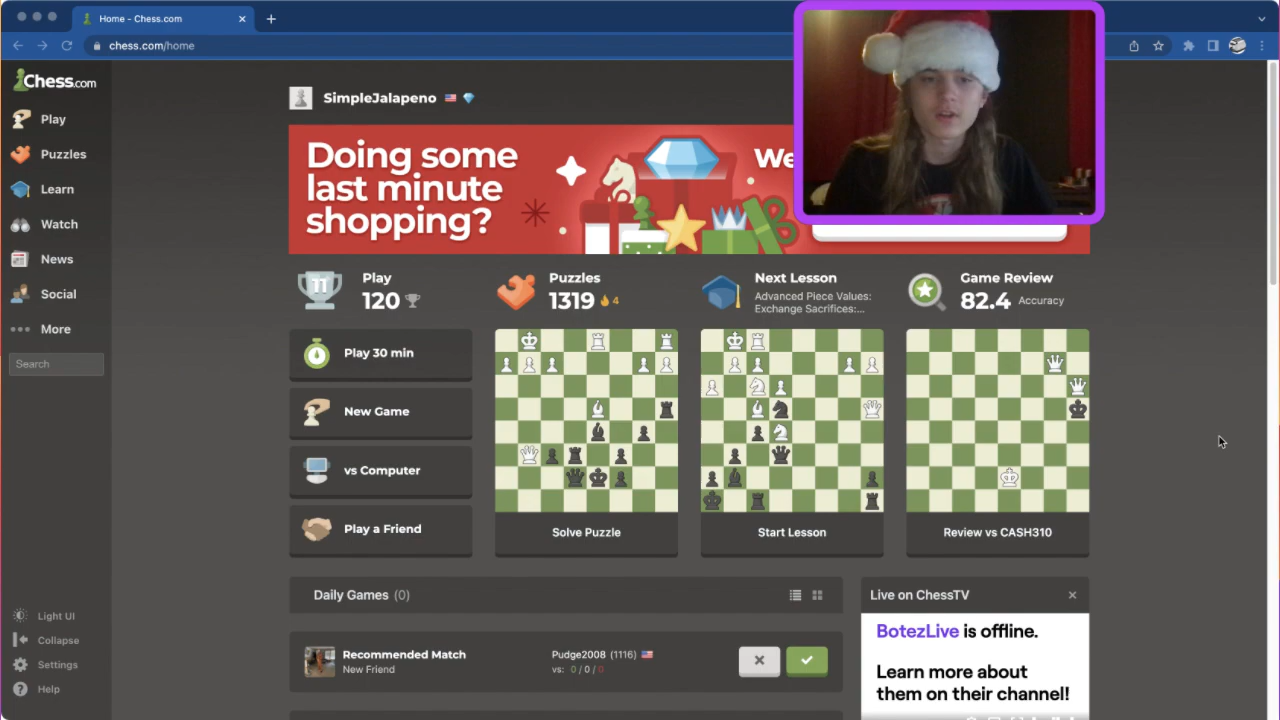 Home - Chess.com
chess.com/home
Chess.com
Play
Puzzles
Learn
Watch
News
Social
More
Search
Light UI
Collapse
Settings
Help
SimpleJalapeno
Doing some
last minute
shopping?
We
11
Play
120
Puzzles
1319 4
Next Lesson
Advanced Piece Values:
Exchange Sacrifices:...
Game Review
82.4 Accuracy
Play 30 min
New Game
vs Computer
Play a Friend
Solve Puzzle
Start Lesson
Review vs CASH310
Daily Games (0)
Recommended Match
New Friend
Pudge2008 (1116)
vs: 0 / 0 / 0
Live on ChessTV
BotezLive is offline.
Learn more about
them on their channel!